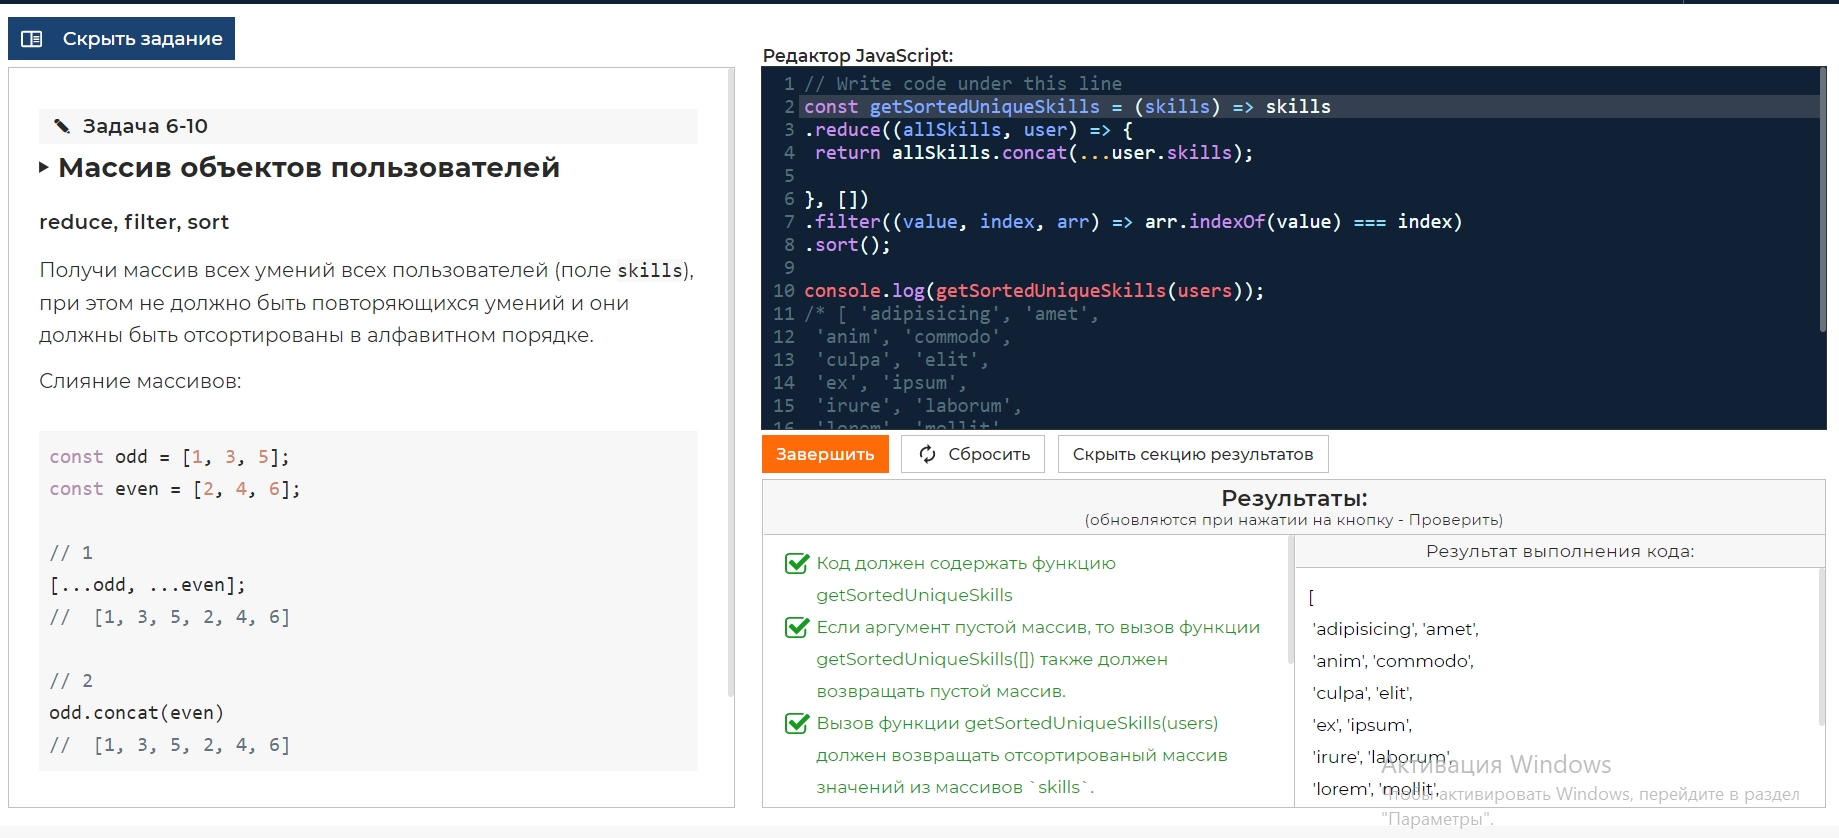 Скрыть задание
Задача 6-10
Массив объектов пользователей
reduce, filter, sort
Получи массив всех умений всех пользователей (поле skills),
при этом не должно быть повторяющихся умений и они
должны быть отсортированы в алфавитном порядке.
Слияние массивов:
const odd = [1, 3, 5];
const even = [2, 4, 6];
// 1
[...odd, ...even];
//  [1, 3, 5, 2, 4, 6]
// 2
odd.concat(even)
//  [1, 3, 5, 2, 4, 6]
Редактор JavaScript:
1 // Write code under this line
2 const getSortedUniqueSkills = (skills) => skills
3 .reduce((allSkills, user) => {
4  return allSkills.concat(...user.skills);
5
6 }, [])
7 .filter((value, index, arr) => arr.indexOf(value) === index)
8 .sort();
9
10 console.log(getSortedUniqueSkills(users));
11 /* [ 'adipisicing', 'amet',
12  'anim', 'commodo',
13  'culpa', 'elit',
14  'ex', 'ipsum',
15  'irure', 'laborum',
16  'lorem', 'mollit',
Завершить
Сбросить
Скрыть секцию результатов
Результаты:
(обновляются при нажатии на кнопку - Проверить)
Код должен содержать функцию
getSortedUniqueSkills
Если аргумент пустой массив, то вызов функции
getSortedUniqueSkills([]) также должен
возвращать пустой массив.
Вызов функции getSortedUniqueSkills(users)
должен возвращать отсортированый массив
значений из массивов `skills`.
Результат выполнения кода:
[
'adipisicing', 'amet',
'anim', 'commodo',
'culpa', 'elit',
'ex', 'ipsum',
'irure', 'laborum',
'lorem', 'mollit',
Активация Windows
Чтобы активировать Windows, перейдите в раздел
"Параметры".